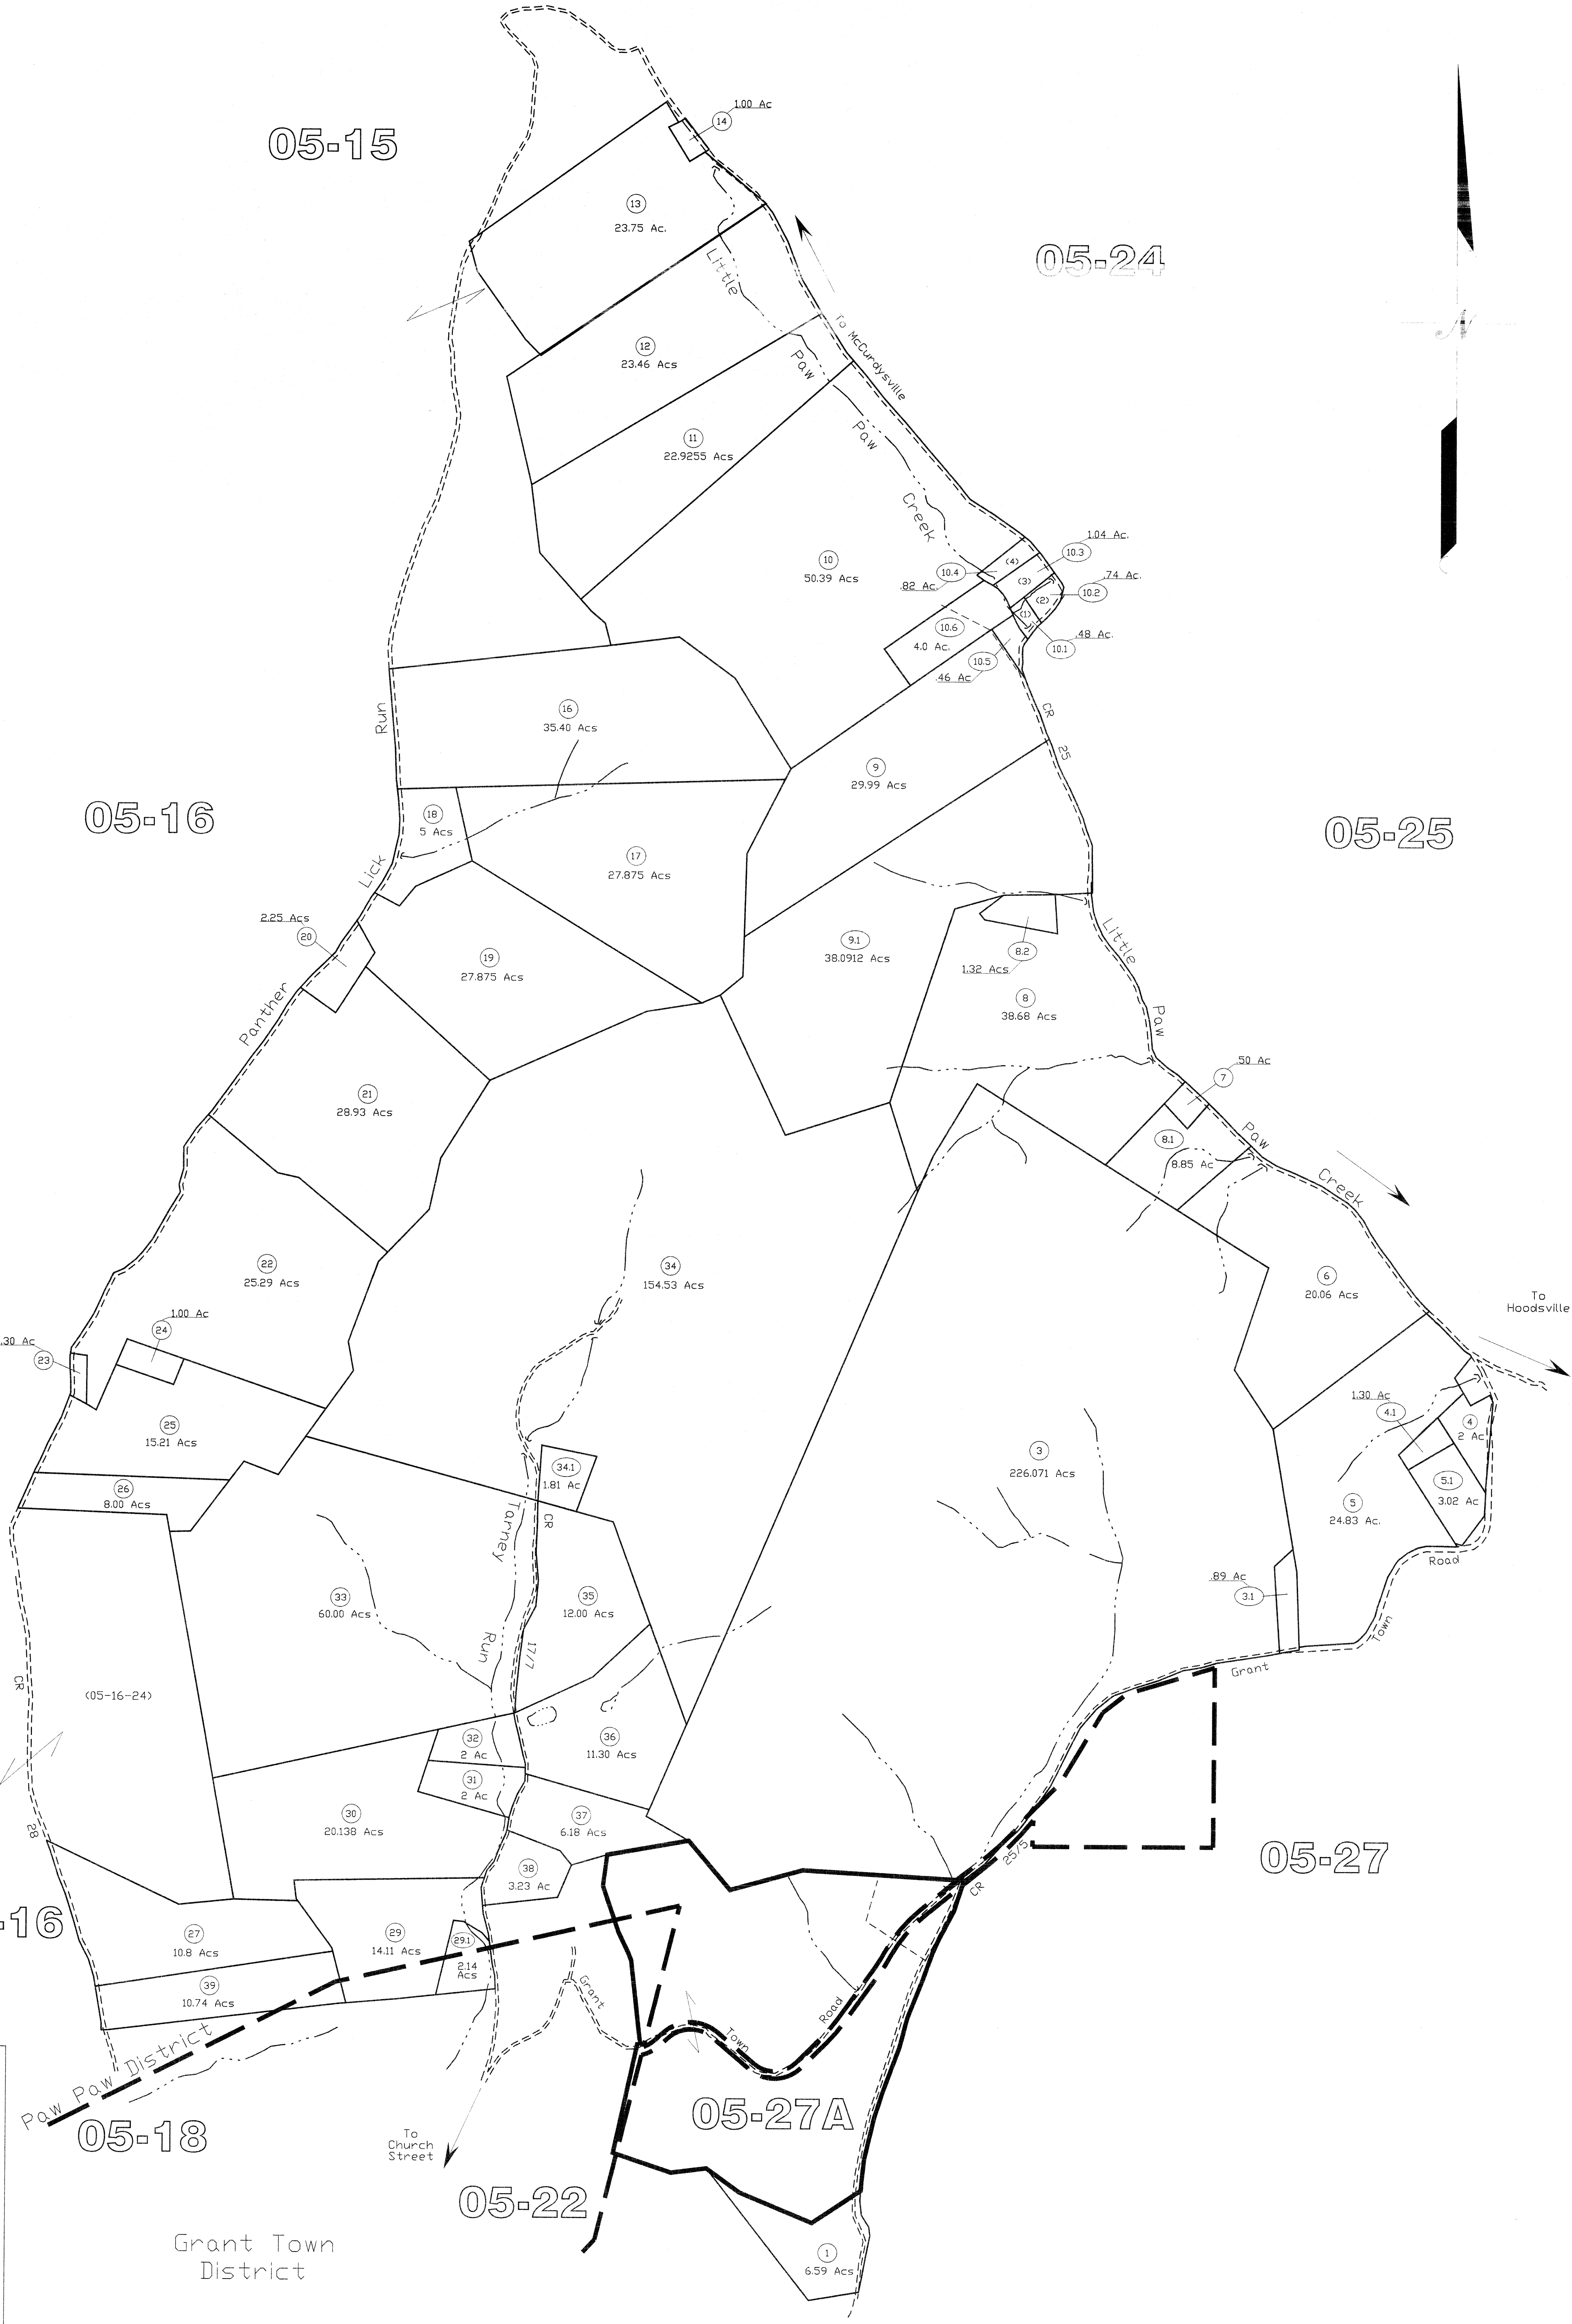 1.00 Ac
14
05-15
13
23.75 Ac.
05-24
Little
Paw
Paw
Creek
To McCurdysville
N
12
23.46 Acs
11
22.9255 Acs
10
50.39 Acs
1.04 Ac.
10.3
(4)
10.4
.82 Ac.
(3)
.74 Ac.
10.2
(2)
(1)
.48 Ac.
10.1
10.6
4.0 Ac.
10.5
.46 Ac
CR
25
Run
16
35.40 Acs
9
29.99 Acs
05-16
18
5 Acs
05-25
17
27.875 Acs
Lick
2.25 Acs
20
Panther
19
27.875 Acs
9.1
38.0912 Acs
8.2
1.32 Acs
8
38.68 Acs
Little
Paw
Paw
Creek
.50 Ac
7
21
28.93 Acs
8.1
8.85 Ac
22
25.29 Acs
34
154.53 Acs
6
20.06 Acs
To
Hoodsville
1.00 Ac
24
.30 Ac
23
25
15.21 Acs
1.30 Ac
4.1
4
2 Ac
3
226.071 Acs
34.1
1.81 Ac
5.1
3.02 Ac
26
8.00 Acs
5
24.83 Ac.
Tarney
Run
CR
17/7
Road
Town
Grant
.89 Ac
3.1
33
60.00 Acs
35
12.00 Acs
(05-16-24)
CR
28
32
2 Ac
36
11.30 Acs
31
2 Ac
30
20.138 Acs
37
6.18 Acs
25/5
CR
05-27
38
3.23 Ac
-16
27
10.8 Acs
29
14.11 Acs
29.1
2.14
Acs
39
10.74 Acs
Grant
Town
Road
Paw Paw District
05-18
To
Church
Street
05-27A
05-22
Grant Town
District
1
6.59 Acs